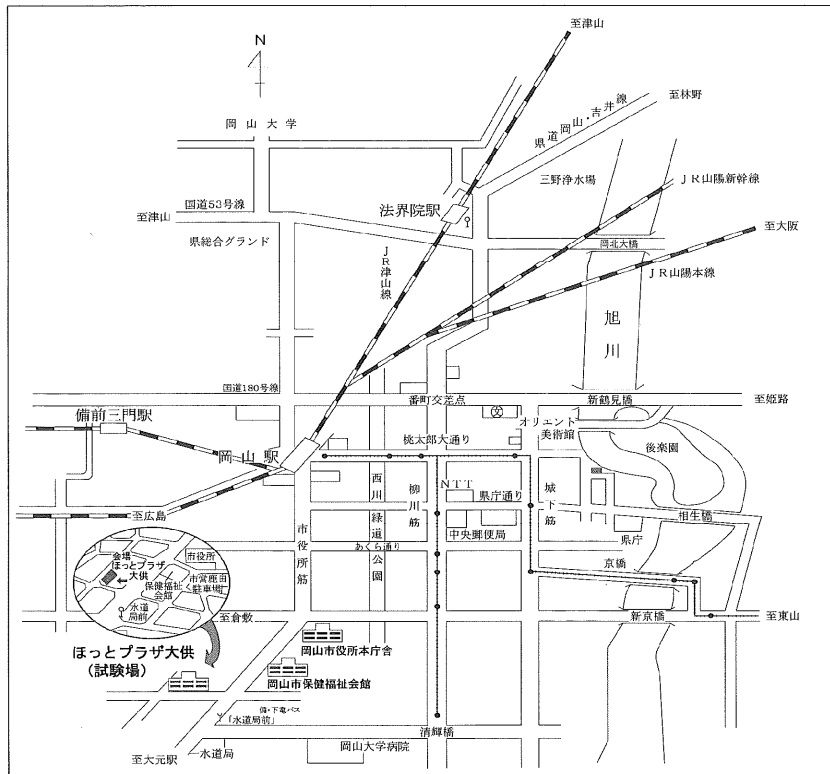 至津山
N
至林野
県道岡山・吉井線
岡山大学
三野浄水場
JR山陽新幹線
国道53号線
法界院駅
至津山
至大阪
県総合グランド
岡北大橋
JR津山線
JR山陽本線
旭川
国道180号線
番町交差点
新鶴見橋
至姫路
備前三門駅
文
オリエント
美術館
桃太郎大通り
岡山駅
後楽園
西川緑道公園
柳川筋
NTT
県庁通り
城下筋
至広島
相生橋
市役所筋
中央郵便局
県庁
あくら通り
京橋
会場
ほっとプラザ
大供
市役所
保健福祉
会館
市営鹿田
駐車場
水道
局前
至倉敷
新京橋
至東山
ほっとプラザ大供
(試験場)
岡山市役所本庁舎
岡山市保健福祉会館
備・下電バス
「水道局前」
清輝橋
至大元駅
水道局
岡山大学病院